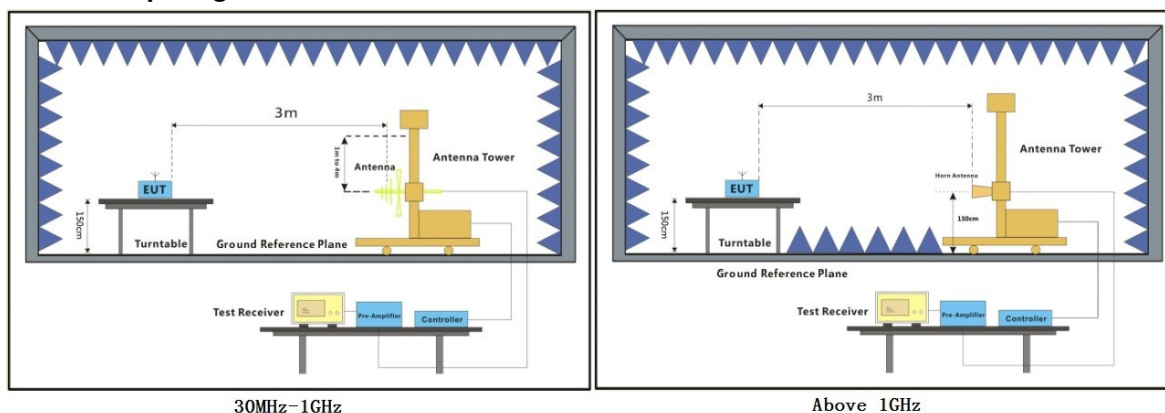 3m
1m to 4m
Antenna
Antenna Tower
EUT
150cm
Turntable
Ground Reference Plane
Test Receiver
Pre-Amplifier
Controller
30MHz-1GHz
3m
Antenna Tower
Horn Antenna
EUT
150cm
150cm
Turntable
Ground Reference Plane
Test Receiver
Pre-Amplifier
Controller
Above 1GHz